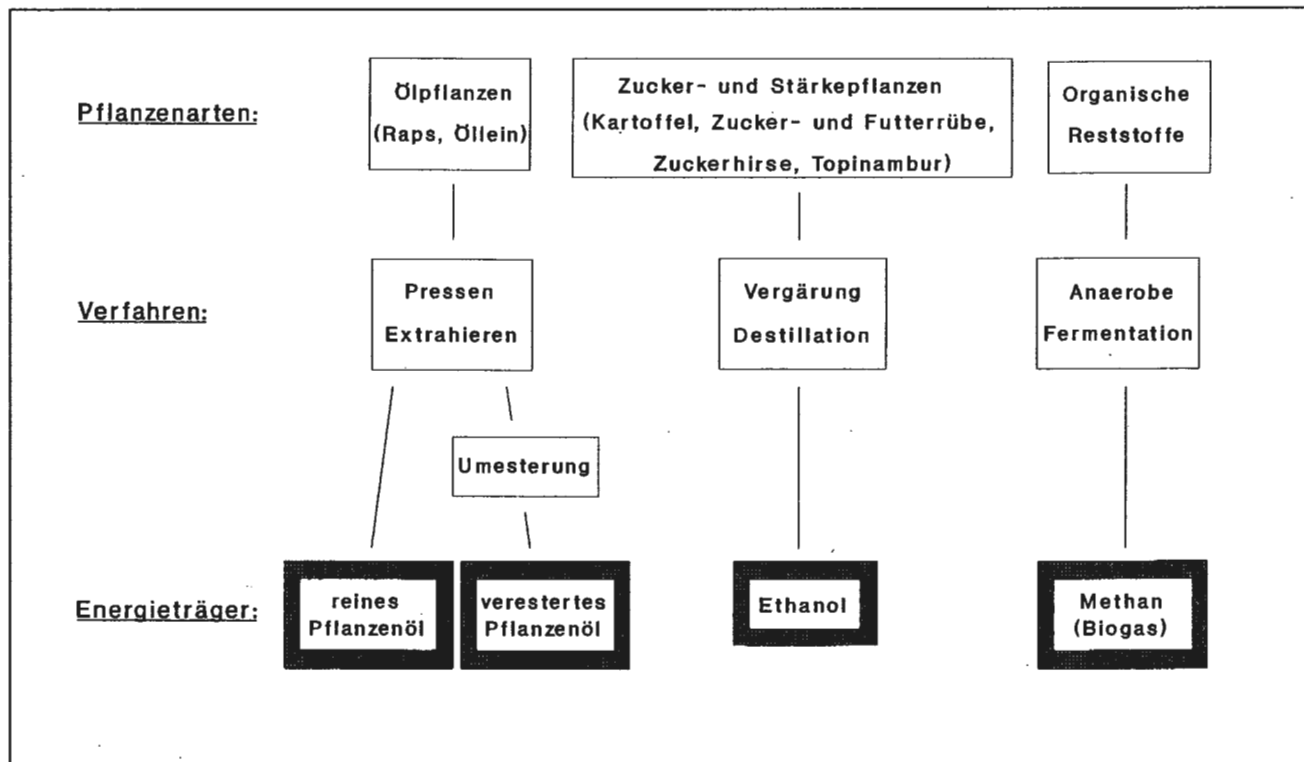 Pflanzenarten:
Ölpflanzen
(Raps, Öllein)
Zucker- und Stärkepflanzen
(Kartoffel, Zucker- und Futterrübe,
Zuckerhirse, Topinambur)
Organische
Reststoffe
Verfahren:
Pressen
Extrahieren
Vergärung
Destillation
Anaerobe
Fermentation
Umesterung
Energieträger:
reines
Pflanzenöl
verestertes
Pflanzenöl
Ethanol
Methan
(Biogas)